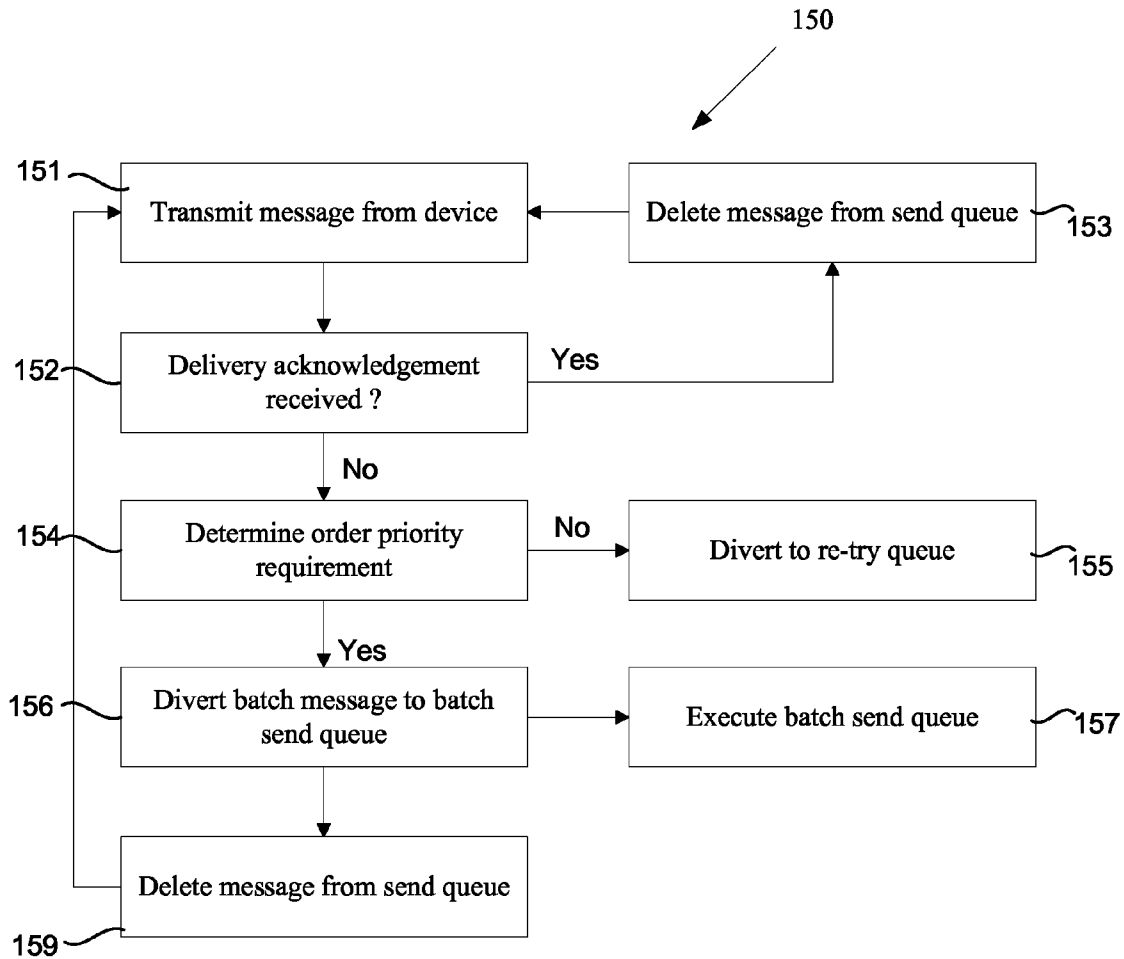 150
151
Transmit message from device
Delete message from send queue
153
152
Delivery acknowledgement
received ?
Yes
No
154
Determine order priority
requirement
No
Divert to re-try queue
155
Yes
156
Divert batch message to batch
send queue
Execute batch send queue
157
Delete message from send queue
159